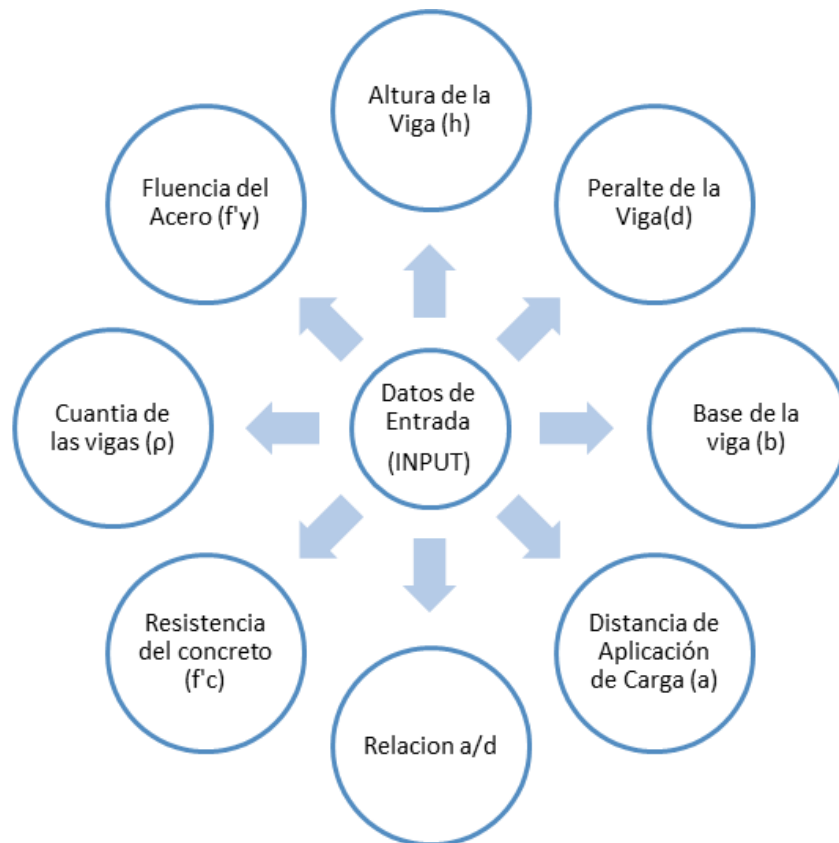 Altura de la
Viga (h)
Peralte de la
Viga(d)
Base de la
viga (b)
Distancia de
Aplicación
de Carga (a)
Relacion a/d
Resistencia
del concreto
(f'c)
Cuantia de
las vigas (ρ)
Fluencia del
Acero (f'y)
Datos de
Entrada
(INPUT)